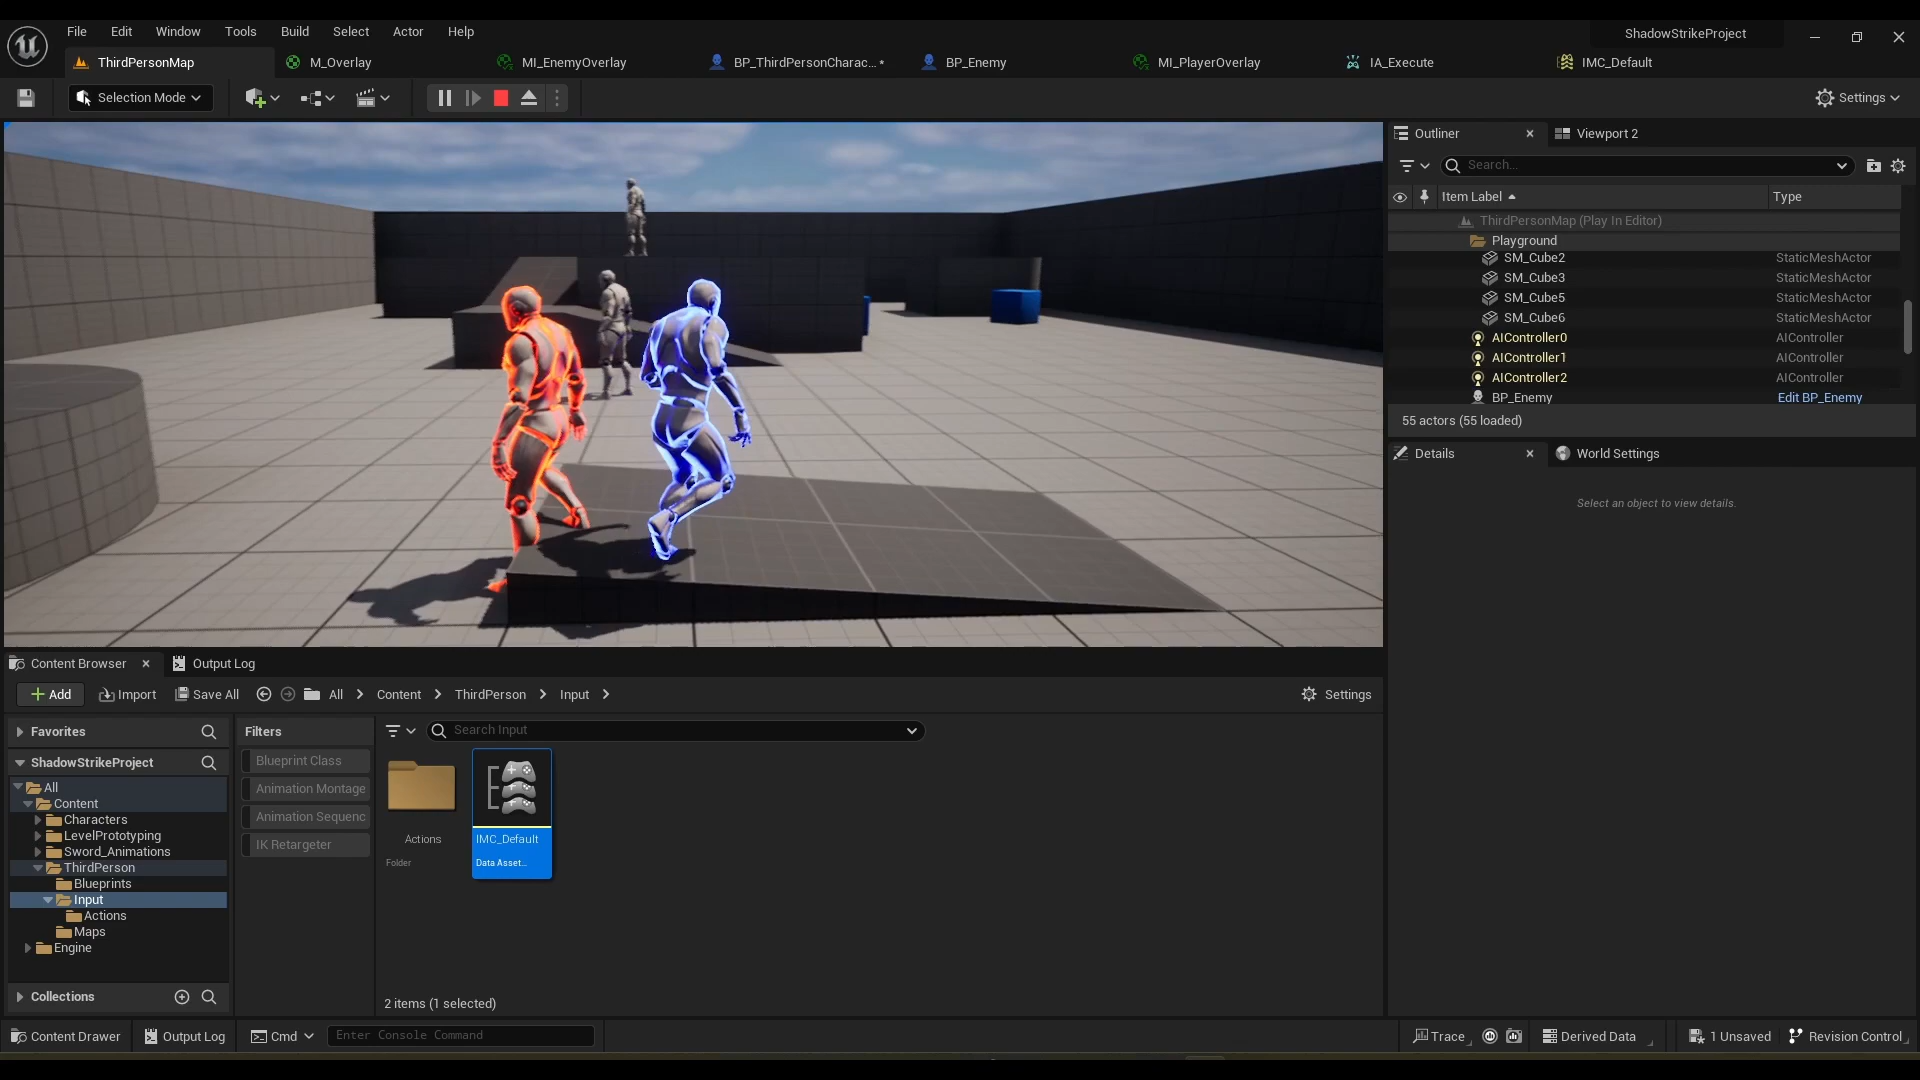 File Edit Window Tools Build Select Actor Help
ShadowStrikeProject
ThirdPersonMap M_Overlay MI_EnemyOverlay BP_ThirdPersonCharac...* BP_Enemy MI_PlayerOverlay IA_Execute IMC_Default
Selection Mode Settings
Outliner Viewport 2
Search...
Item Label Type
ThirdPersonMap (Play In Editor)
Playground
SM_Cube2 StaticMeshActor
SM_Cube3 StaticMeshActor
SM_Cube5 StaticMeshActor
SM_Cube6 StaticMeshActor
AIController0 AIController
AIController1 AIController
AIController2 AIController
BP_Enemy Edit BP_Enemy
55 actors (55 loaded)
Details World Settings
Select an object to view details.
Content Browser Output Log
Add Import Save All All Content ThirdPerson Input Settings
Favorites
ShadowStrikeProject
All
Content
Characters
LevelPrototyping
Sword_Animations
ThirdPerson
Blueprints
Input
Actions
Maps
Engine
Collections
Filters
Blueprint Class
Animation Montage
Animation Sequenc
IK Retargeter
Search Input
Actions
Folder
IMC_Default
Data Asset...
2 items (1 selected)
Content Drawer Output Log Cmd Enter Console Command Trace Derived Data 1 Unsaved Revision Control